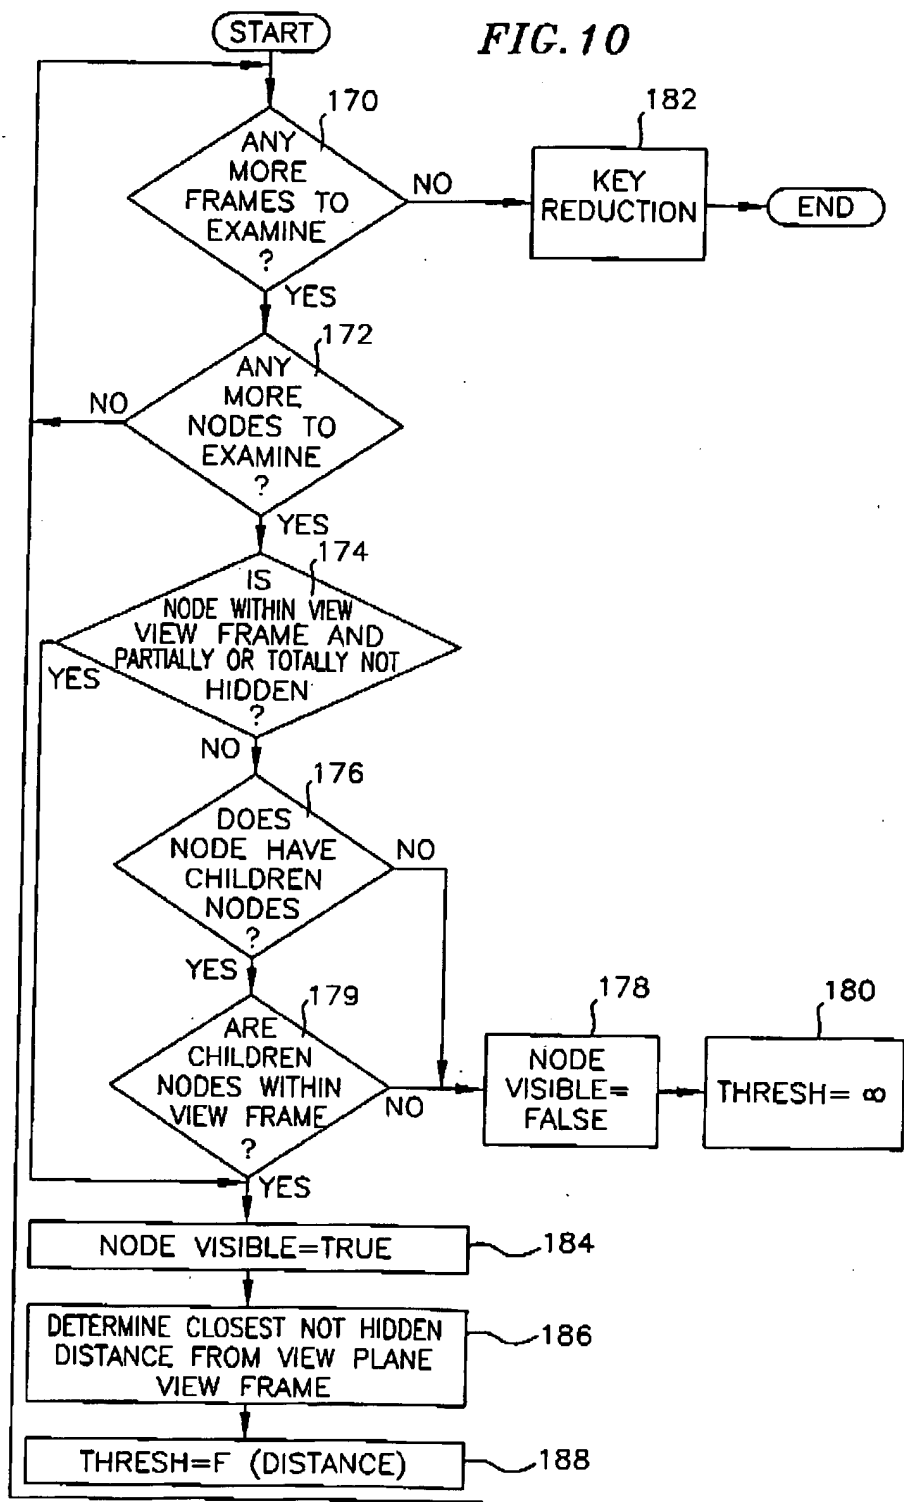 START
FIG. 10
170
ANY
MORE
FRAMES TO
EXAMINE
?
NO
182
KEY
REDUCTION
END
YES
172
ANY
MORE
NODES TO
EXAMINE
?
NO
YES
174
IS
NODE WITHIN VIEW
VIEW FRAME AND
PARTIALLY OR TOTALLY NOT
HIDDEN
?
YES
NO
176
DOES
NODE HAVE
CHILDREN
NODES
?
NO
YES
179
ARE
CHILDREN
NODES WITHIN
VIEW FRAME
?
NO
178
NODE
VISIBLE=
FALSE
180
THRESH= ∞
YES
NODE VISIBLE=TRUE
184
DETERMINE CLOSEST NOT HIDDEN
DISTANCE FROM VIEW PLANE
VIEW FRAME
186
THRESH=F (DISTANCE)
188